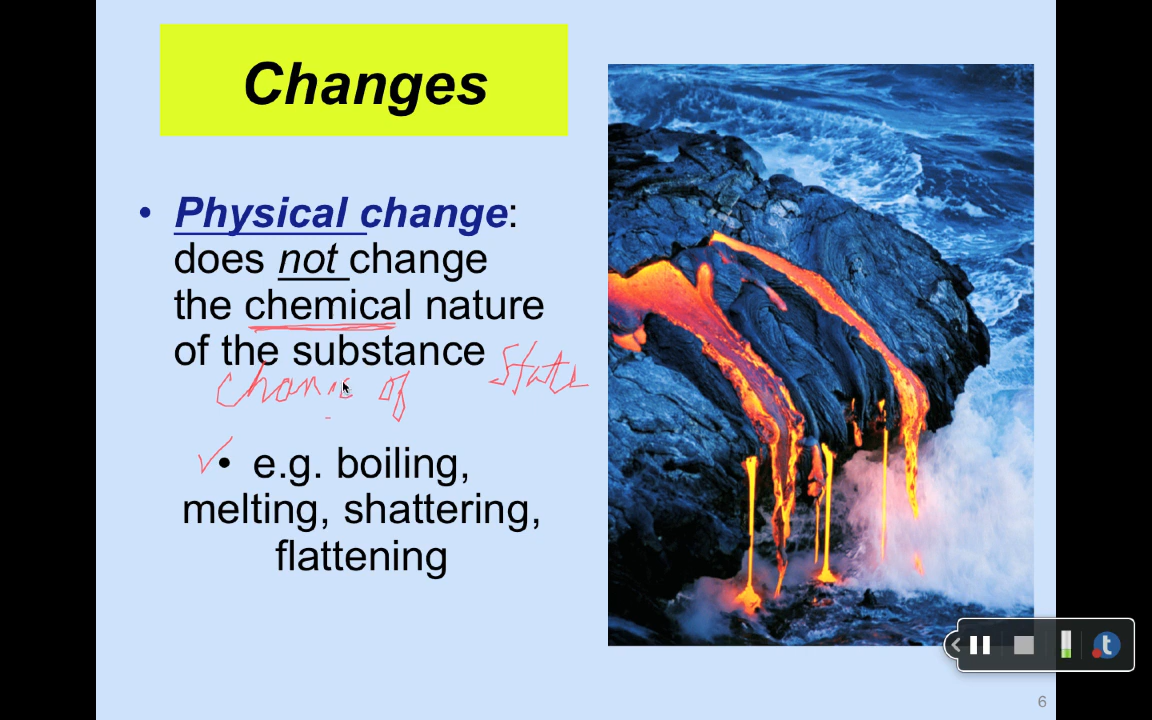 Changes
• Physical change:
does not change
the chemical nature
of the substance
change of state
• e.g. boiling,
melting, shattering,
flattening
t
6